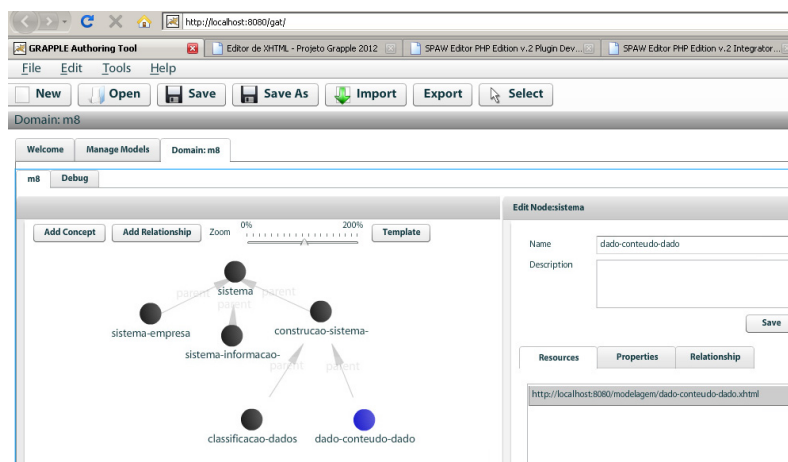 http://localhost:8080/gat/
GRAPPLE Authoring Tool Editor de XHTML - Projeto Grapple 2012 SPAW Editor PHP Edition v.2 Plugin Dev... SPAW Editor PHP Edition v.2 Integrator...
File Edit Tools Help
New Open Save Save As Import Export Select
Domain: m8
Welcome Manage Models Domain: m8
m8 Debug
Edit Node:sistema
Add Concept Add Relationship Zoom 0% 200% Template
Name dado-conteudo-dado
Description
sistema
parent parent
parent
sistema-empresa construcao-sistema-
sistema-informacao-
parent parent
Save
Resources Properties Relationship
http://localhost:8080/modelagem/dado-conteudo-dado.xhtml
classificacao-dados dado-conteudo-dado